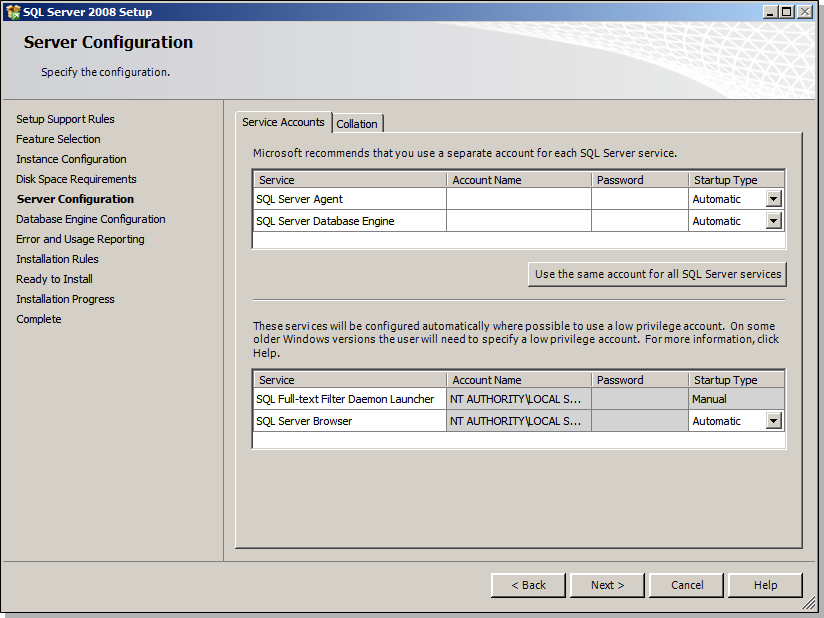 SQL Server 2008 Setup
Server Configuration
Specify the configuration.
Setup Support Rules
Feature Selection
Instance Configuration
Disk Space Requirements
Server Configuration
Database Engine Configuration
Error and Usage Reporting
Installation Rules
Ready to Install
Installation Progress
Complete
Service Accounts Collation
Microsoft recommends that you use a separate account for each SQL Server service.
Service Account Name Password Startup Type
SQL Server Agent Automatic
SQL Server Database Engine Automatic
Use the same account for all SQL Server services
These services will be configured automatically where possible to use a low privilege account. On some
older Windows versions the user will need to specify a low privilege account. For more information, click
Help.
Service Account Name Password Startup Type
SQL Full-text Filter Daemon Launcher NT AUTHORITY\LOCAL S... Manual
SQL Server Browser NT AUTHORITY\LOCAL S... Automatic
< Back Next > Cancel Help